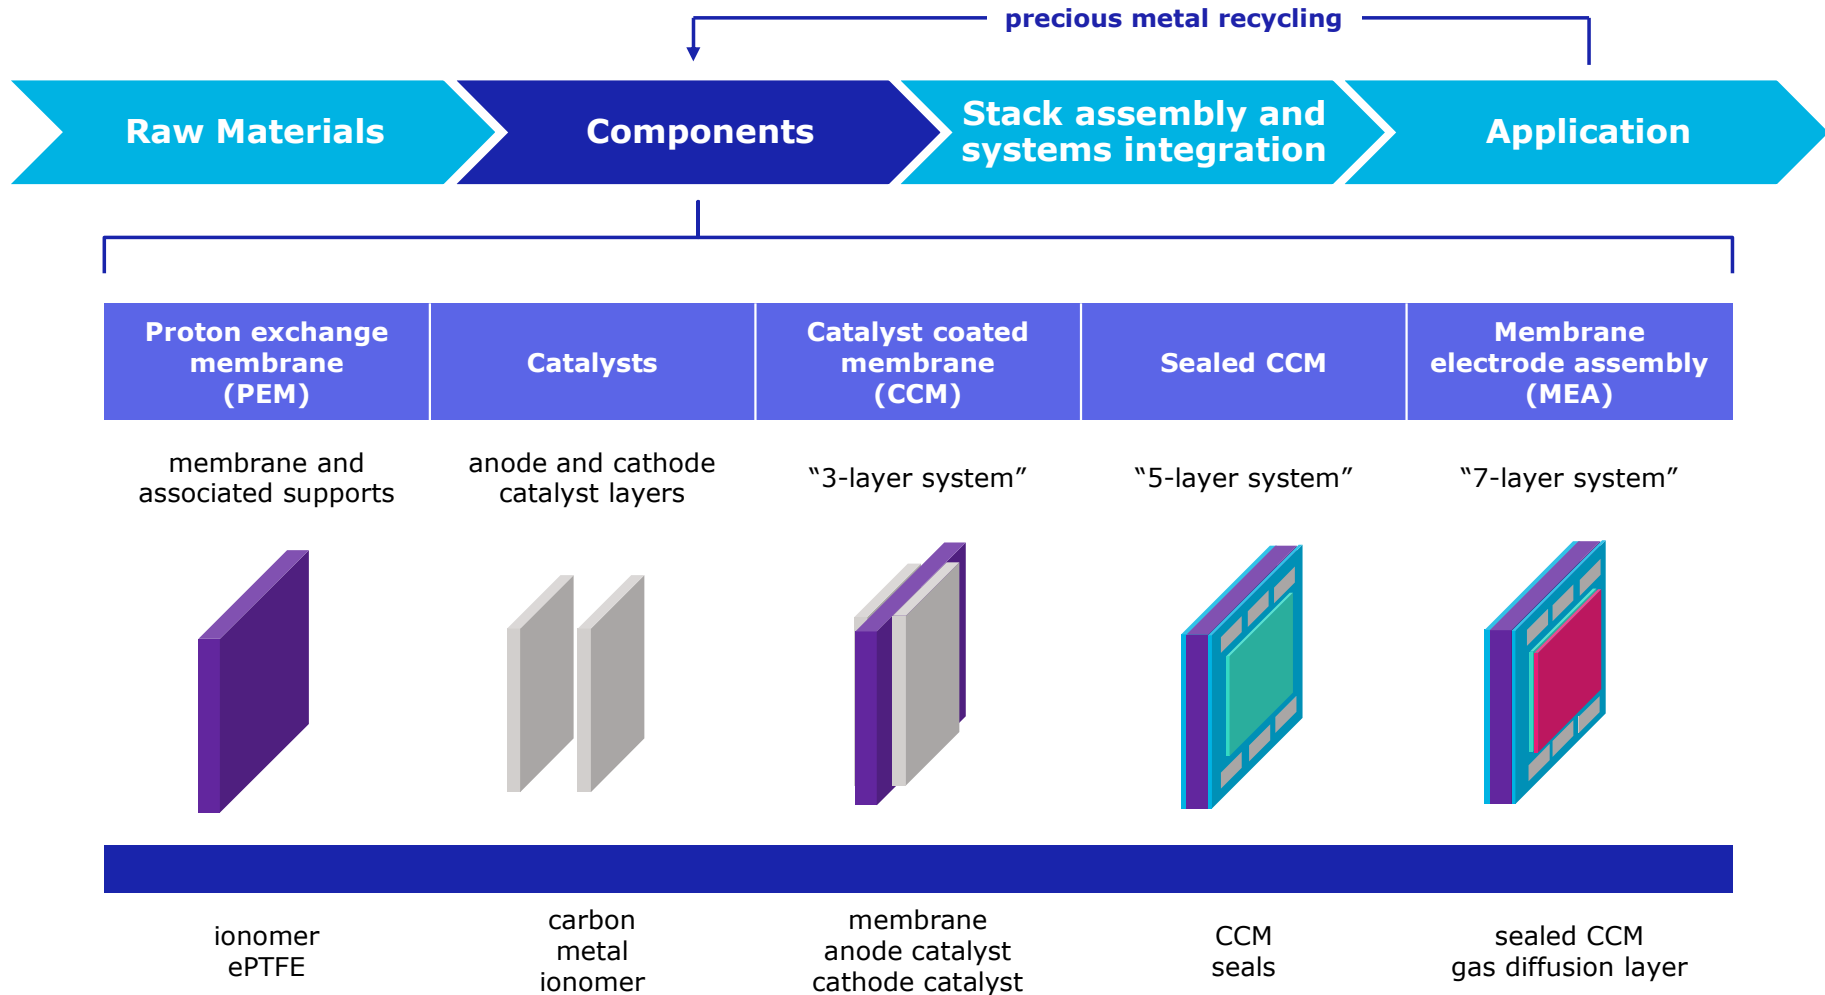 precious metal recycling
Raw Materials
Components
Stack assembly and
systems integration
Application
Proton exchange
membrane
(PEM)
Catalysts
Catalyst coated
membrane
(CCM)
Sealed CCM
Membrane
electrode assembly
(MEA)
membrane and
associated supports
anode and cathode
catalyst layers
“3-layer system”
“5-layer system”
“7-layer system”
ionomer
ePTFE
carbon
metal
ionomer
membrane
anode catalyst
cathode catalyst
CCM
seals
sealed CCM
gas diffusion layer